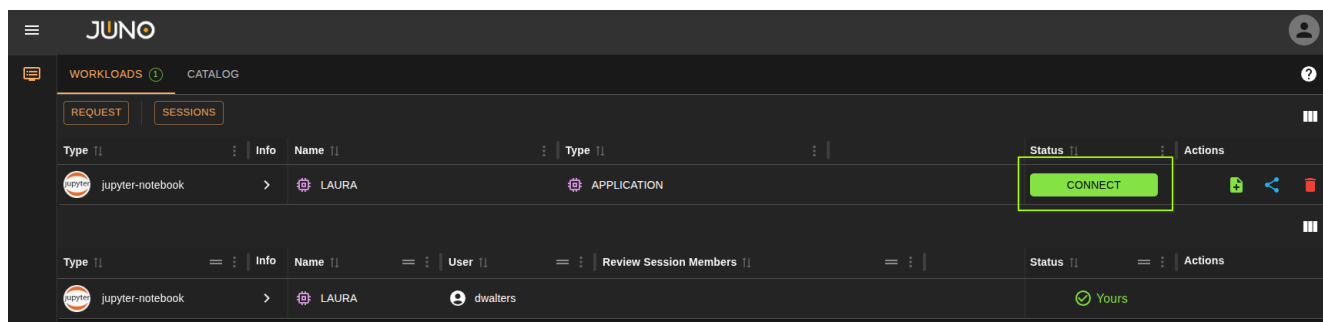 JUNO
WORKLOADS 1 CATALOG
REQUEST SESSIONS
Type Info Name Type Status Actions
jupyter jupyter-notebook LAURA APPLICATION CONNECT
Type Info Name User Review Session Members Status Actions
jupyter jupyter-notebook LAURA dwalters Yours